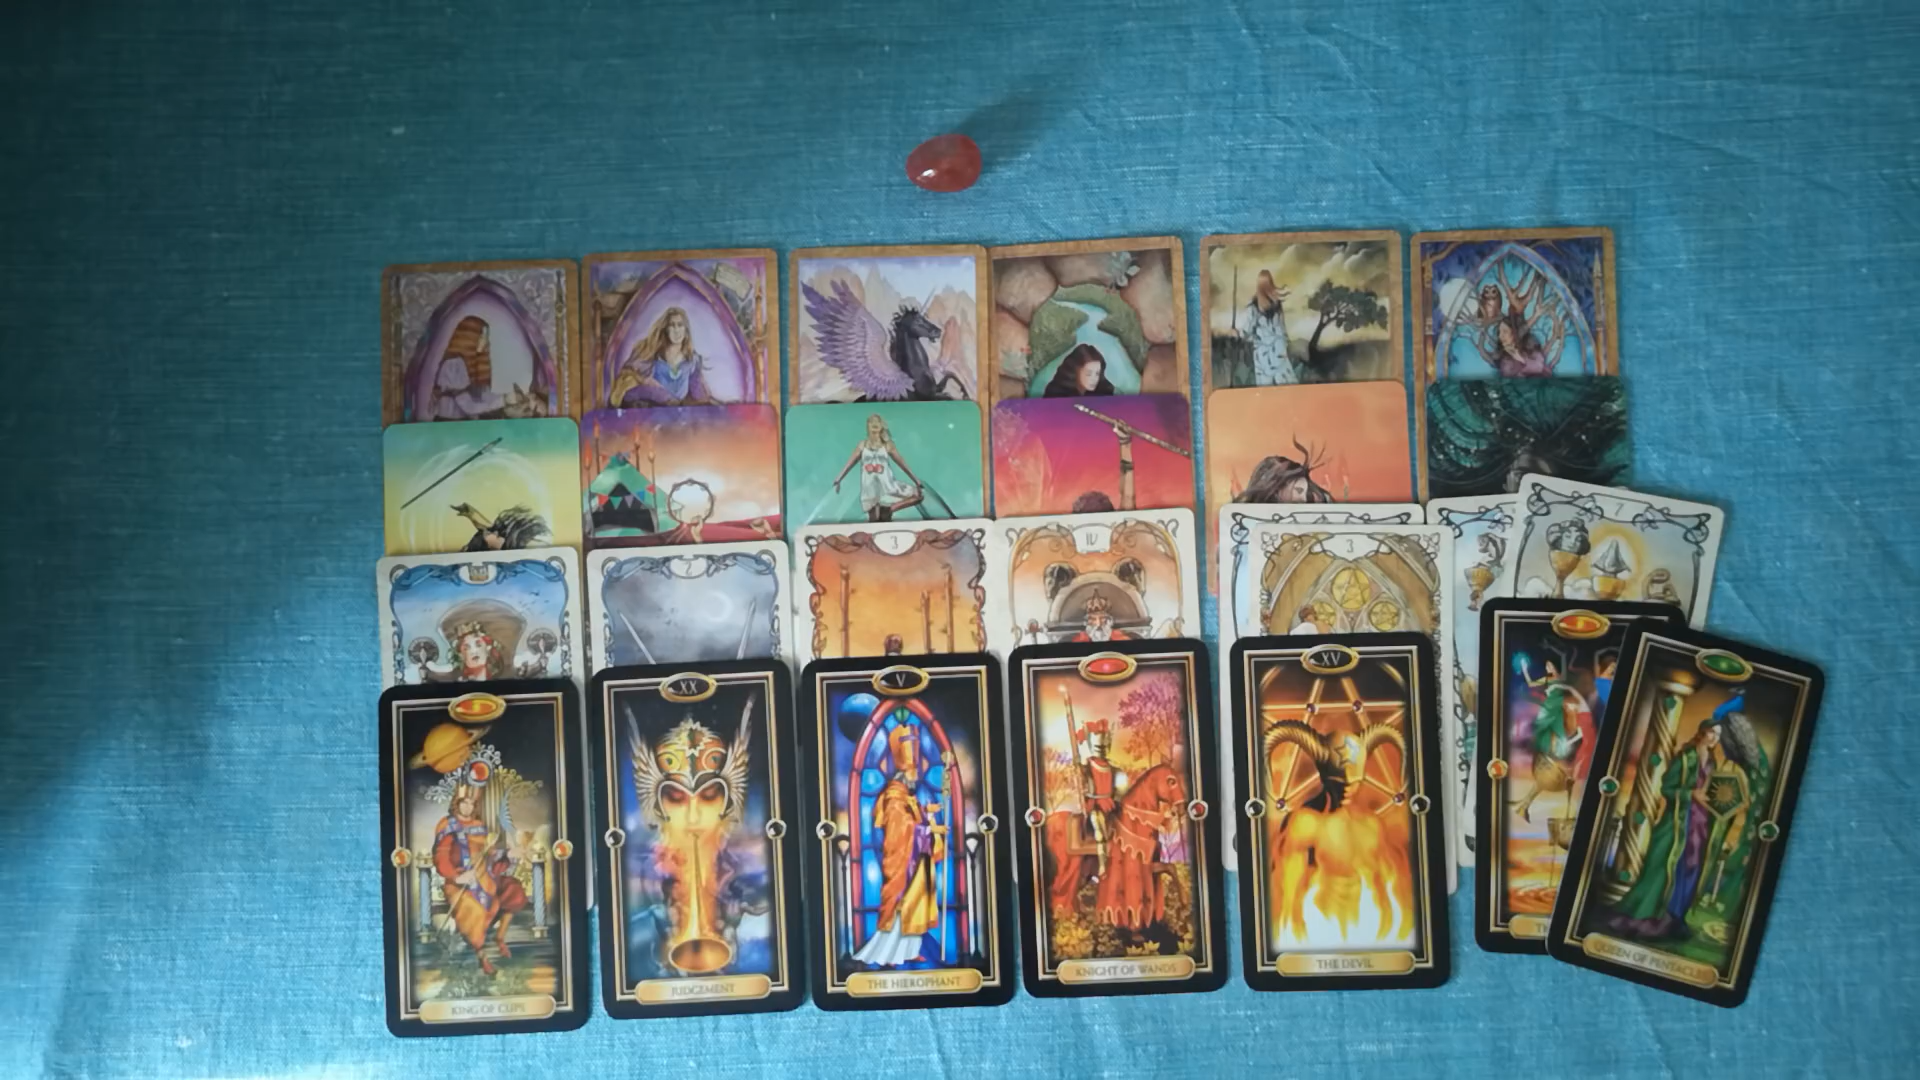 3
IV
2
3
7
XX
V
XV
KING OF CUPS
JUDGEMENT
THE HIEROPHANT
KNIGHT OF WANDS
THE DEVIL
QUEEN OF PENTACLES